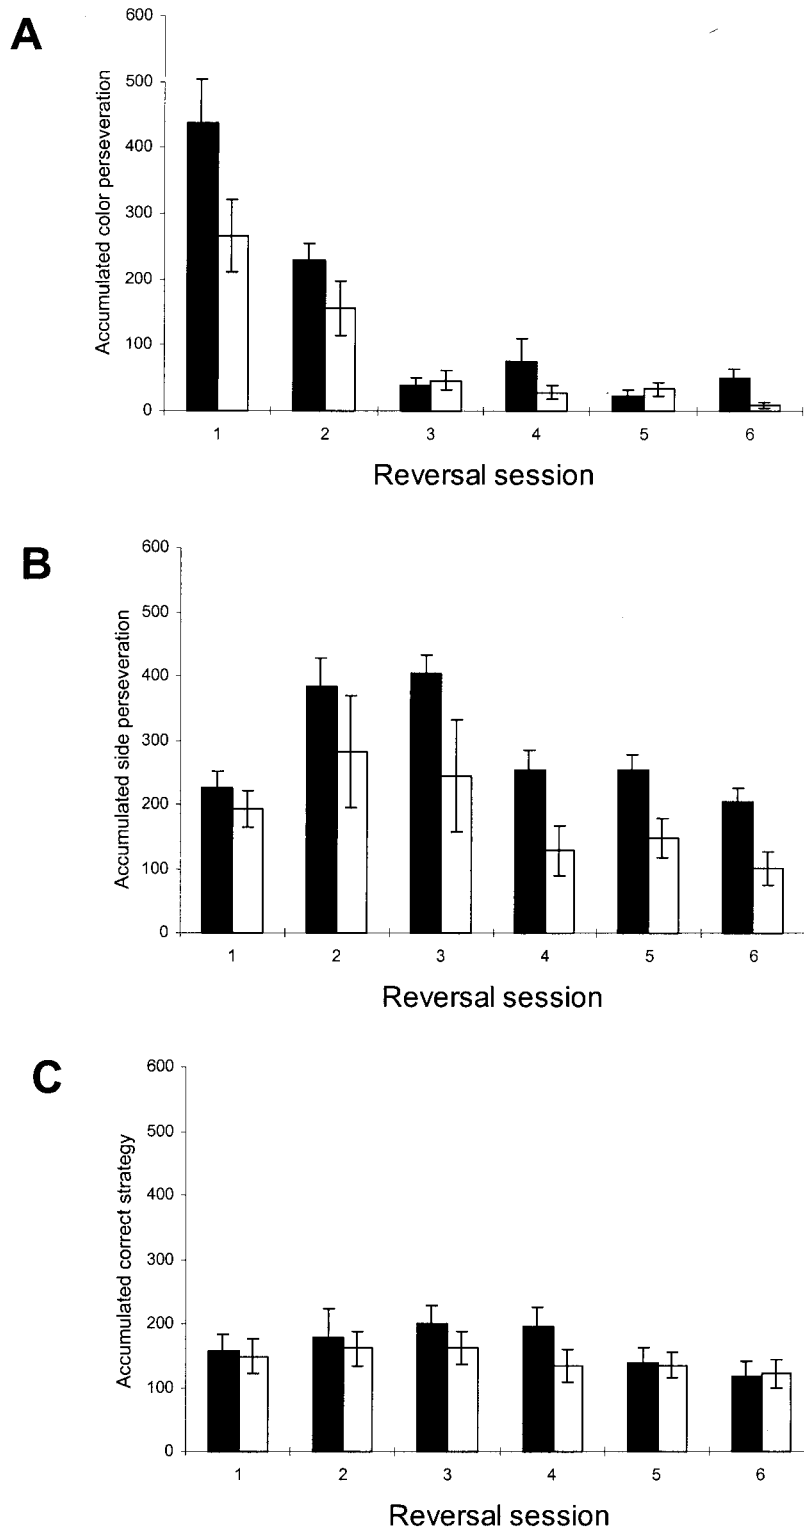 A
600
500
400
300
200
100
0
Accumulated color perseveration
1 2 3 4 5 6
Reversal session
B
600
500
400
300
200
100
0
Accumulated side perseveration
1 2 3 4 5 6
Reversal session
C
600
500
400
300
200
100
0
Accumulated correct strategy
1 2 3 4 5 6
Reversal session